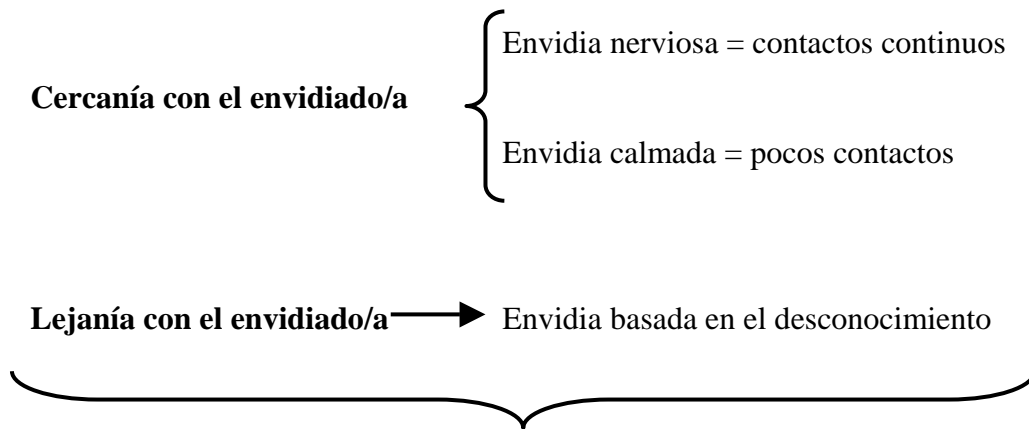 Envidia nerviosa = contactos continuos
Cercanía con el envidiado/a
Envidia calmada = pocos contactos
Lejanía con el envidiado/a Envidia basada en el desconocimiento